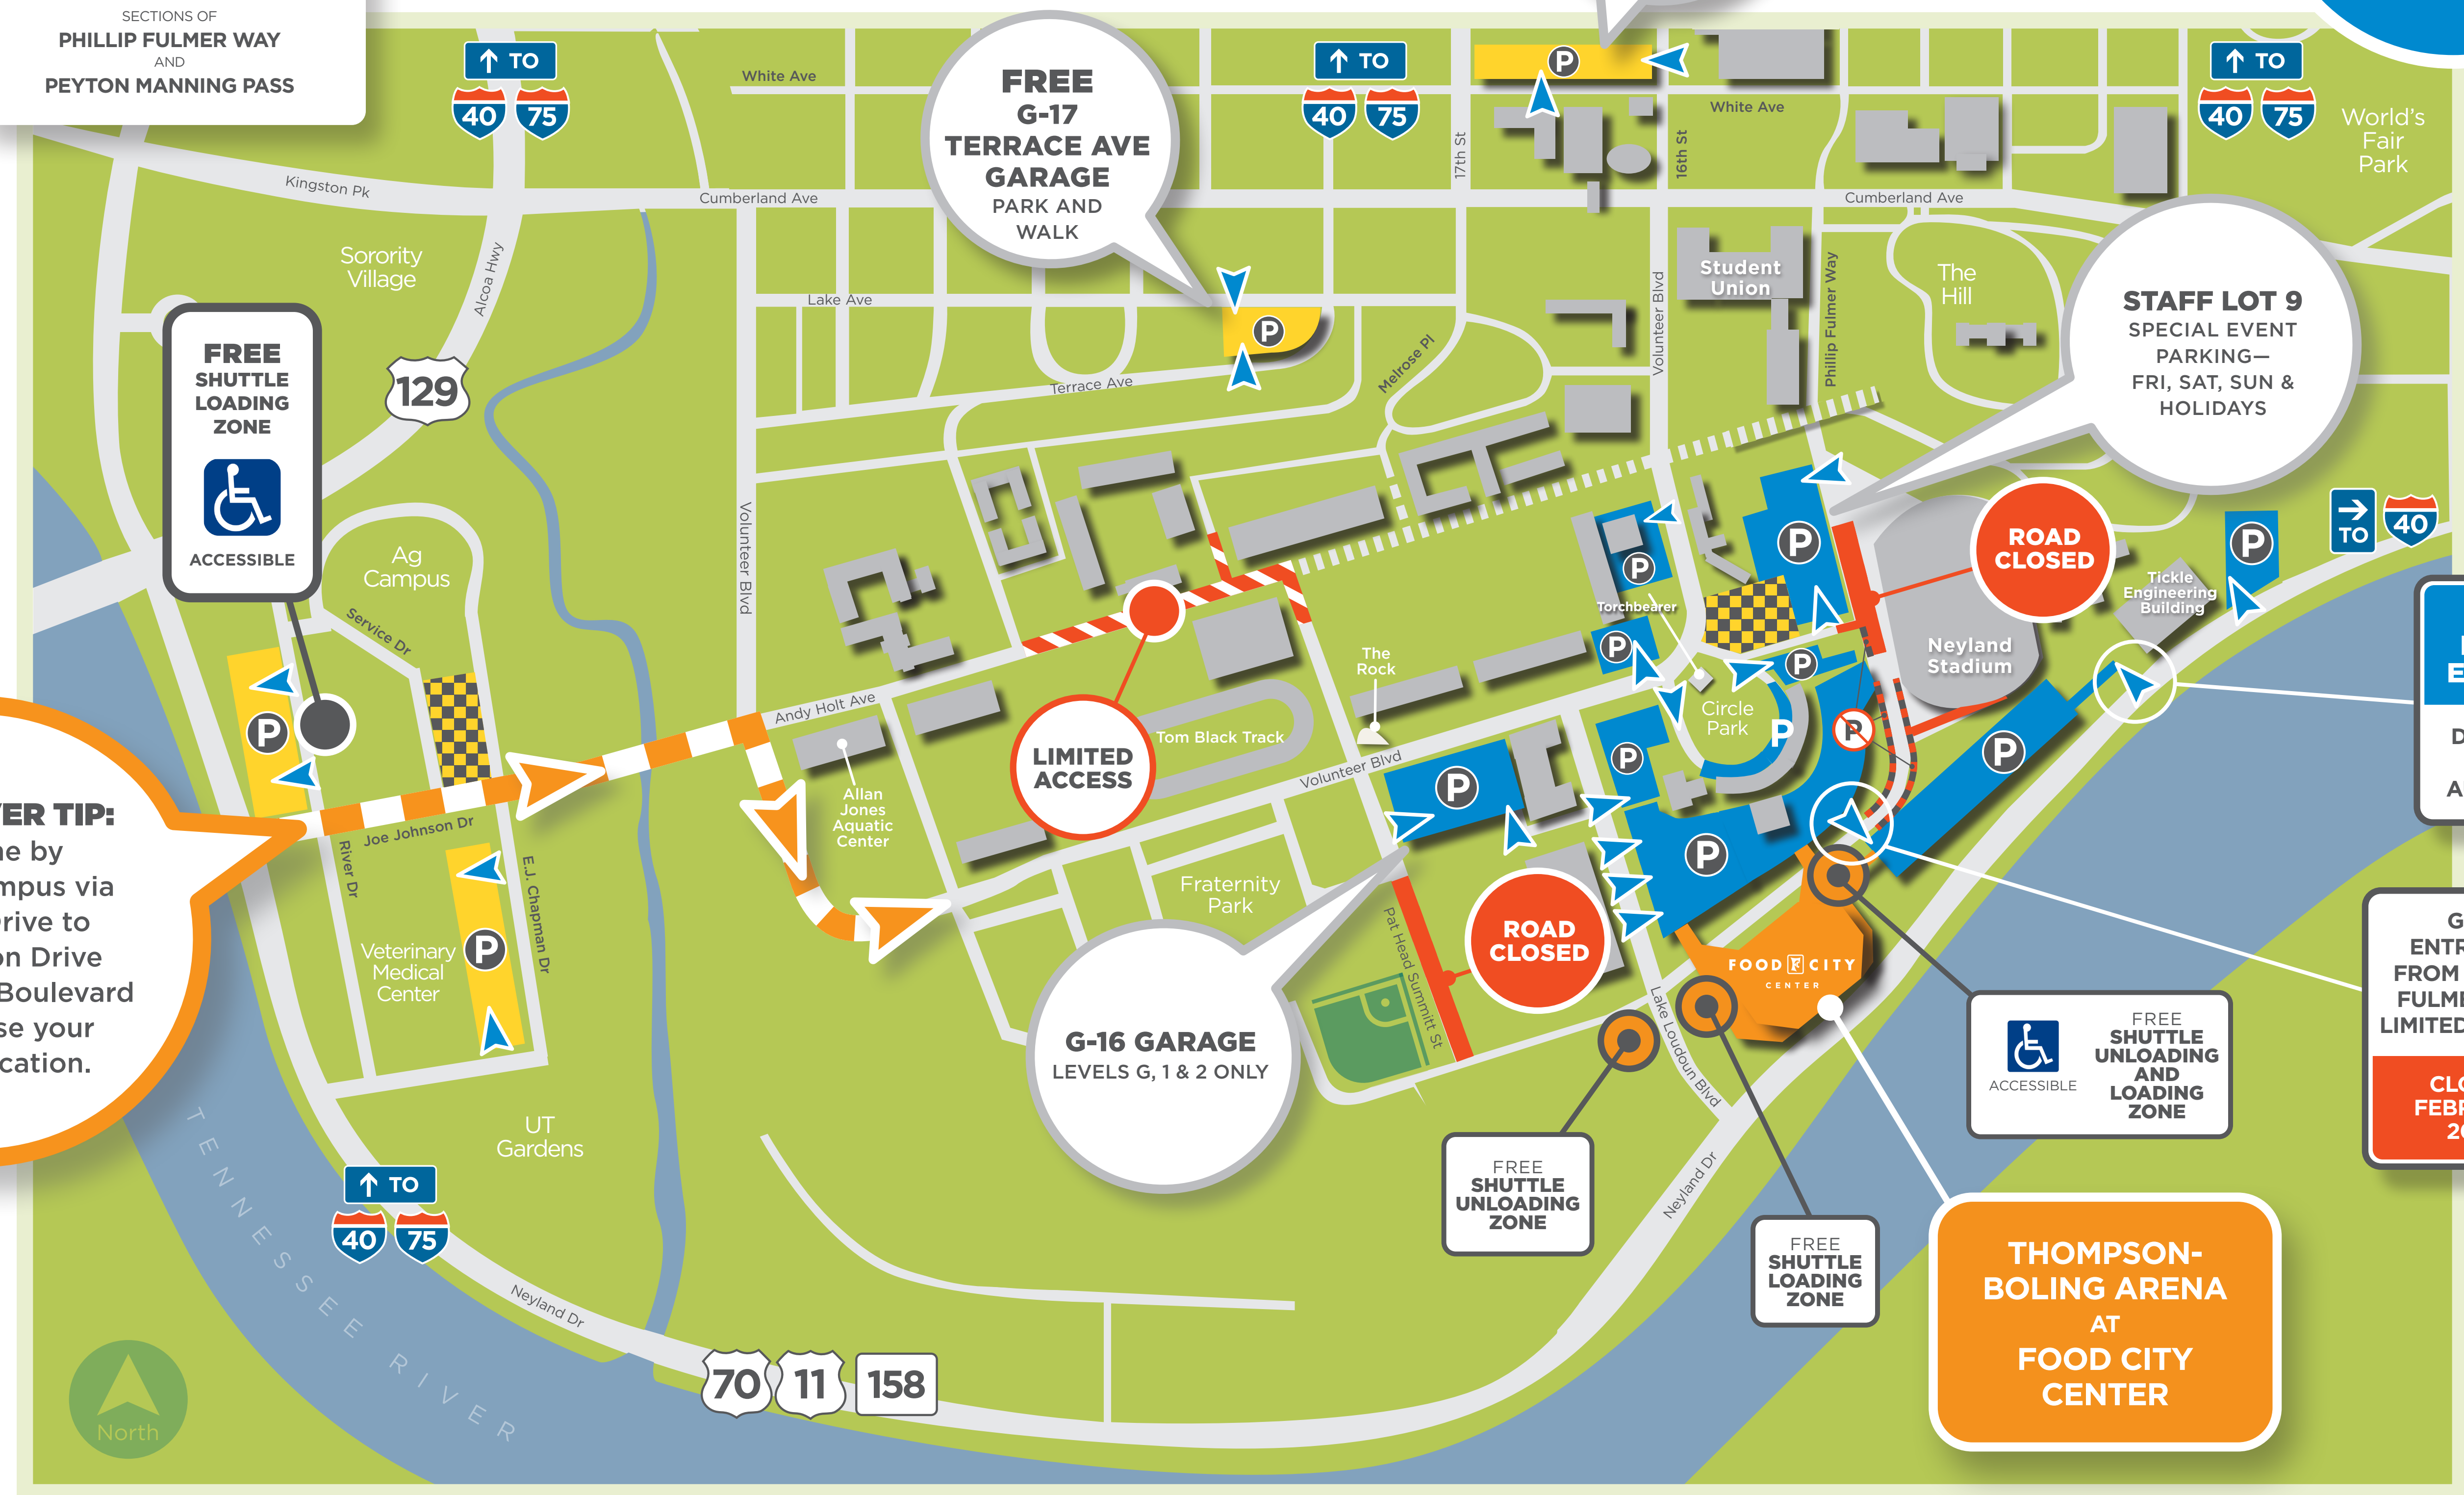 SECTIONS OF
PHILLIP FULMER WAY
AND
PEYTON MANNING PASS
↑ TO
40 75
White Ave
FREE
G-17
TERRACE AVE
GARAGE
PARK AND
WALK
↑ TO
40 75
P
White Ave
17th St
16th St
↑ TO
40 75
World's
Fair
Park
Kingston Pk
Cumberland Ave
Cumberland Ave
Sorority
Village
Alcoa Hwy
Lake Ave
P
Terrace Ave
Melrose Pl
Volunteer Blvd
Student
Union
Phillip Fulmer Way
The
Hill
STAFF LOT 9
SPECIAL EVENT
PARKING—
FRI, SAT, SUN &
HOLIDAYS
FREE
SHUTTLE
LOADING
ZONE
ACCESSIBLE
129
Ag
Campus
Service Dr
Volunteer Blvd
P
P
ROAD
CLOSED
P
→
TO
40
Tickle
Engineering
Building
Torchbearer
P
P
Neyland
Stadium
The
Rock
Circle
Park
P
P
P
P
P
Andy Holt Ave
Tom Black Track
LIMITED
ACCESS
Volunteer Blvd
P
Allan
Jones
Aquatic
Center
P
VER TIP:
Joe Johnson Dr
River Dr
E.J. Chapman Dr
ne by
mpus via
Drive to
on Drive
Boulevard
se your
cation.
Veterinary
Medical
Center
P
Fraternity
Park
Pat Head Summitt St
ROAD
CLOSED
FOOD CITY
CENTER
Lake Loudoun Blvd
G-16 GARAGE
LEVELS G, 1 & 2 ONLY
E
D
A
G
ENTR
FROM
FULM
LIMITED
CLO
FEBR
20
ACCESSIBLE
FREE
SHUTTLE
UNLOADING
AND
LOADING
ZONE
UT
Gardens
TENNESSEE RIVER
↑ TO
40 75
FREE
SHUTTLE
UNLOADING
ZONE
Neyland Dr
FREE
SHUTTLE
LOADING
ZONE
THOMPSON-
BOLING ARENA
AT
FOOD CITY
CENTER
Neyland Dr
70 11 158
North